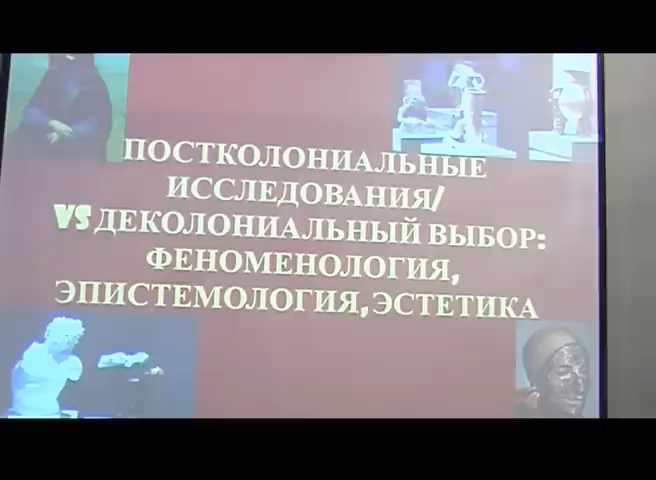 ПОСТКОЛОНИАЛЬНЫЕ
ИССЛЕДОВАНИЯ/
VS ДЕКОЛОНИАЛЬНЫЙ ВЫБОР:
ФЕНОМЕНОЛОГИЯ,
ЭПИСТЕМОЛОГИЯ, ЭСТЕТИКА